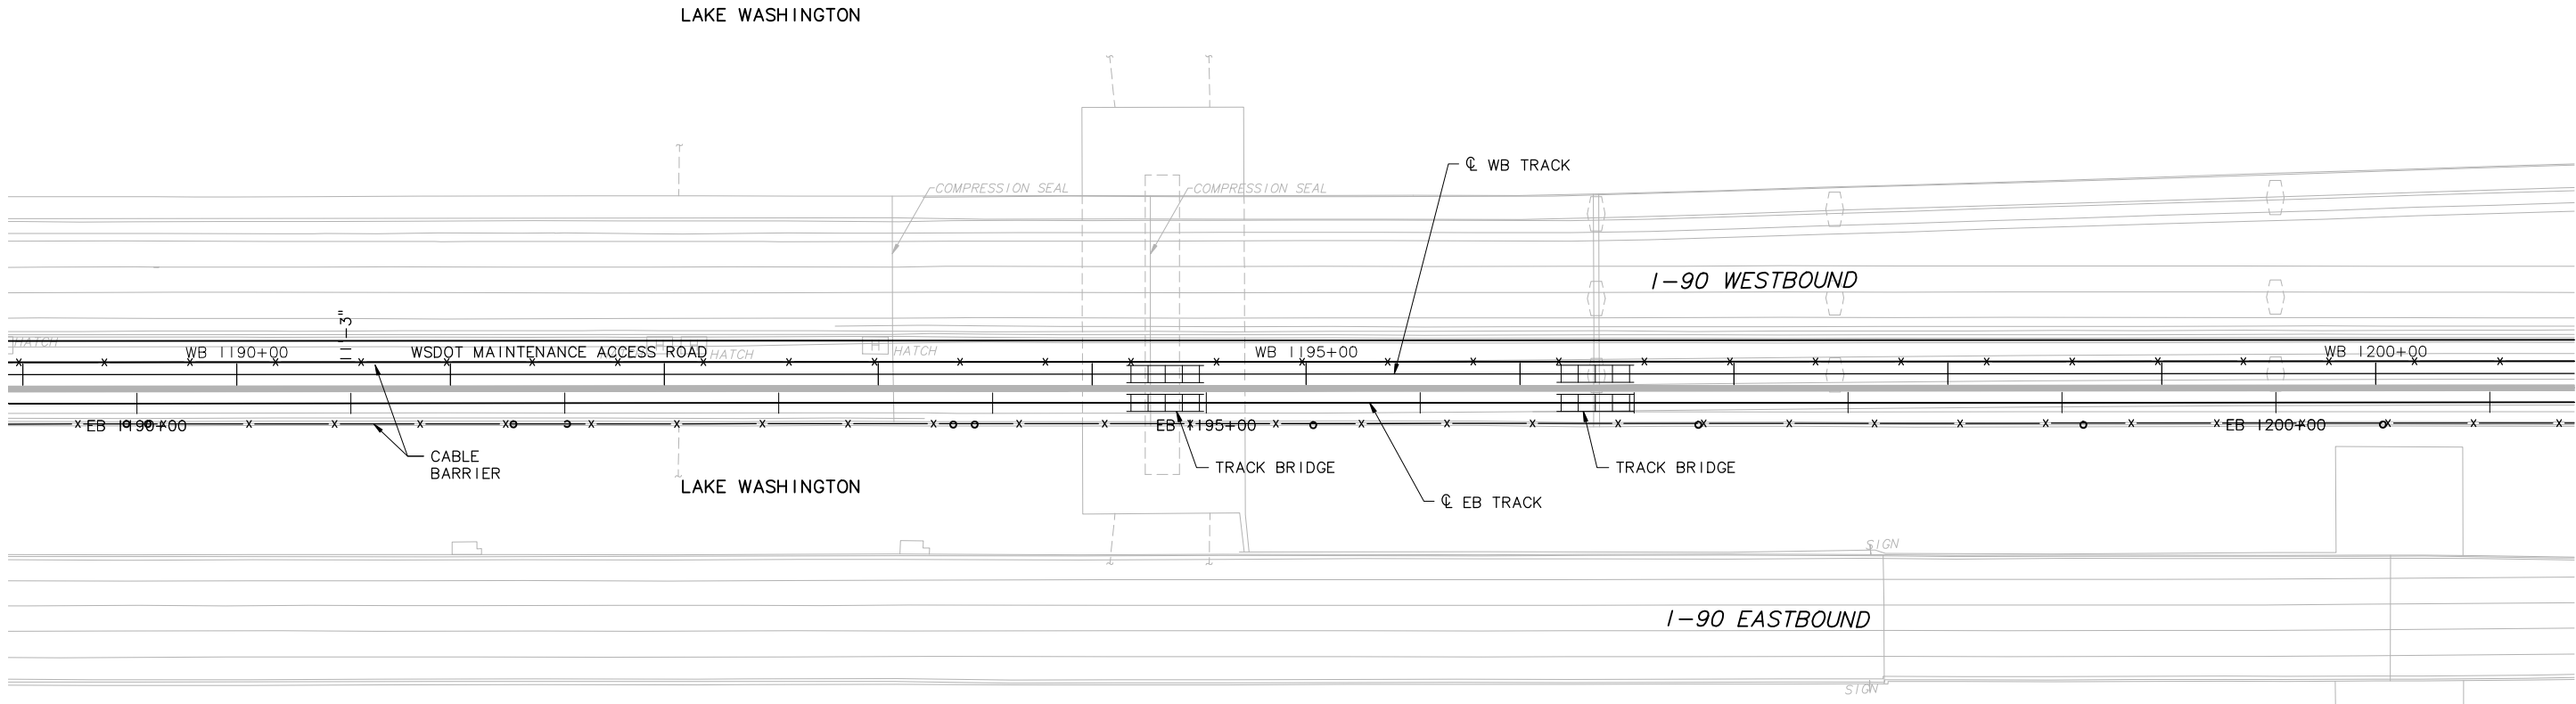 LAKE WASHINGTON
℄ WB TRACK
COMPRESSION SEAL
COMPRESSION SEAL
I-90 WESTBOUND
11'-3"
HATCH
WB 1190+00
WSDOT MAINTENANCE ACCESS ROAD
H
H
HATCH
H
HATCH
WB 1195+00
WB 1200+00
EB 1190+00
EB 1195+00
EB 1200+00
CABLE
BARRIER
TRACK BRIDGE
TRACK BRIDGE
LAKE WASHINGTON
℄ EB TRACK
SIGN
I-90 EASTBOUND
SIGN